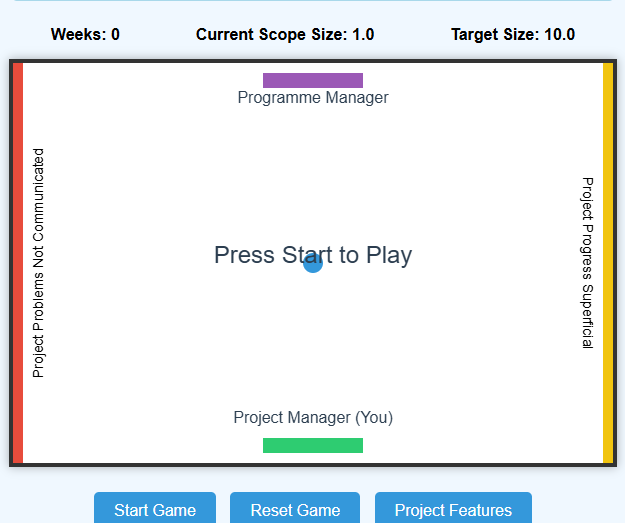 Weeks: 0
Current Scope Size: 1.0
Target Size: 10.0
Programme Manager
Project Problems Not Communicated
Project Progress Superficial
Press Start to Play
Project Manager (You)
Start Game
Reset Game
Project Features